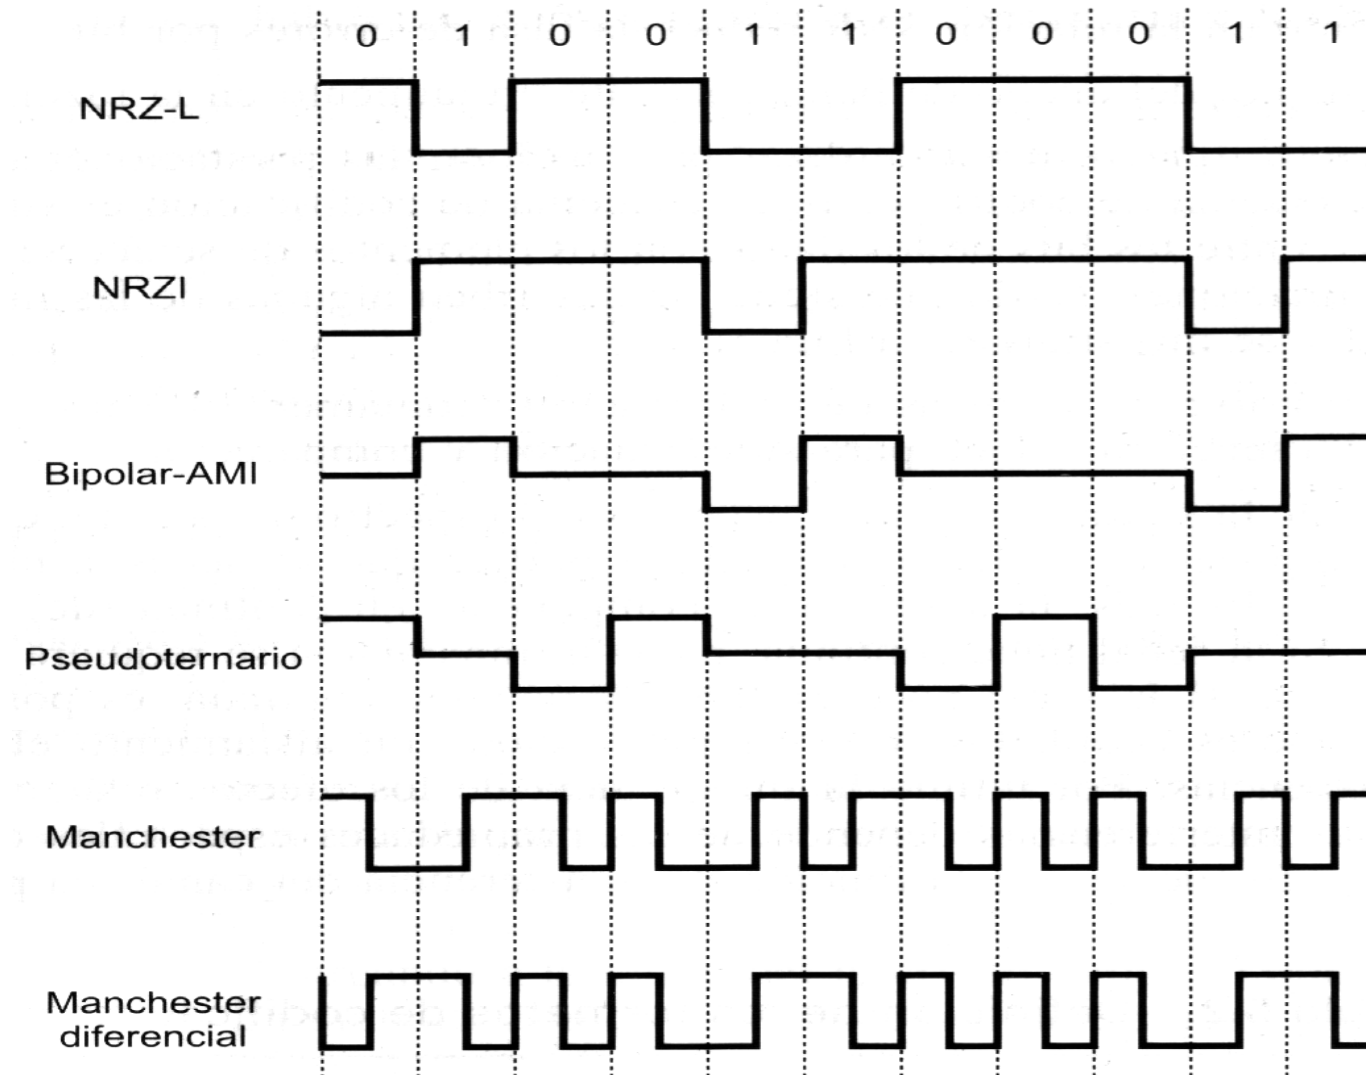 0 1 0 0 1 1 0 0 0 1 1
NRZ-L
NRZI
Bipolar-AMI
Pseudoternario
Manchester
Manchester
diferencial